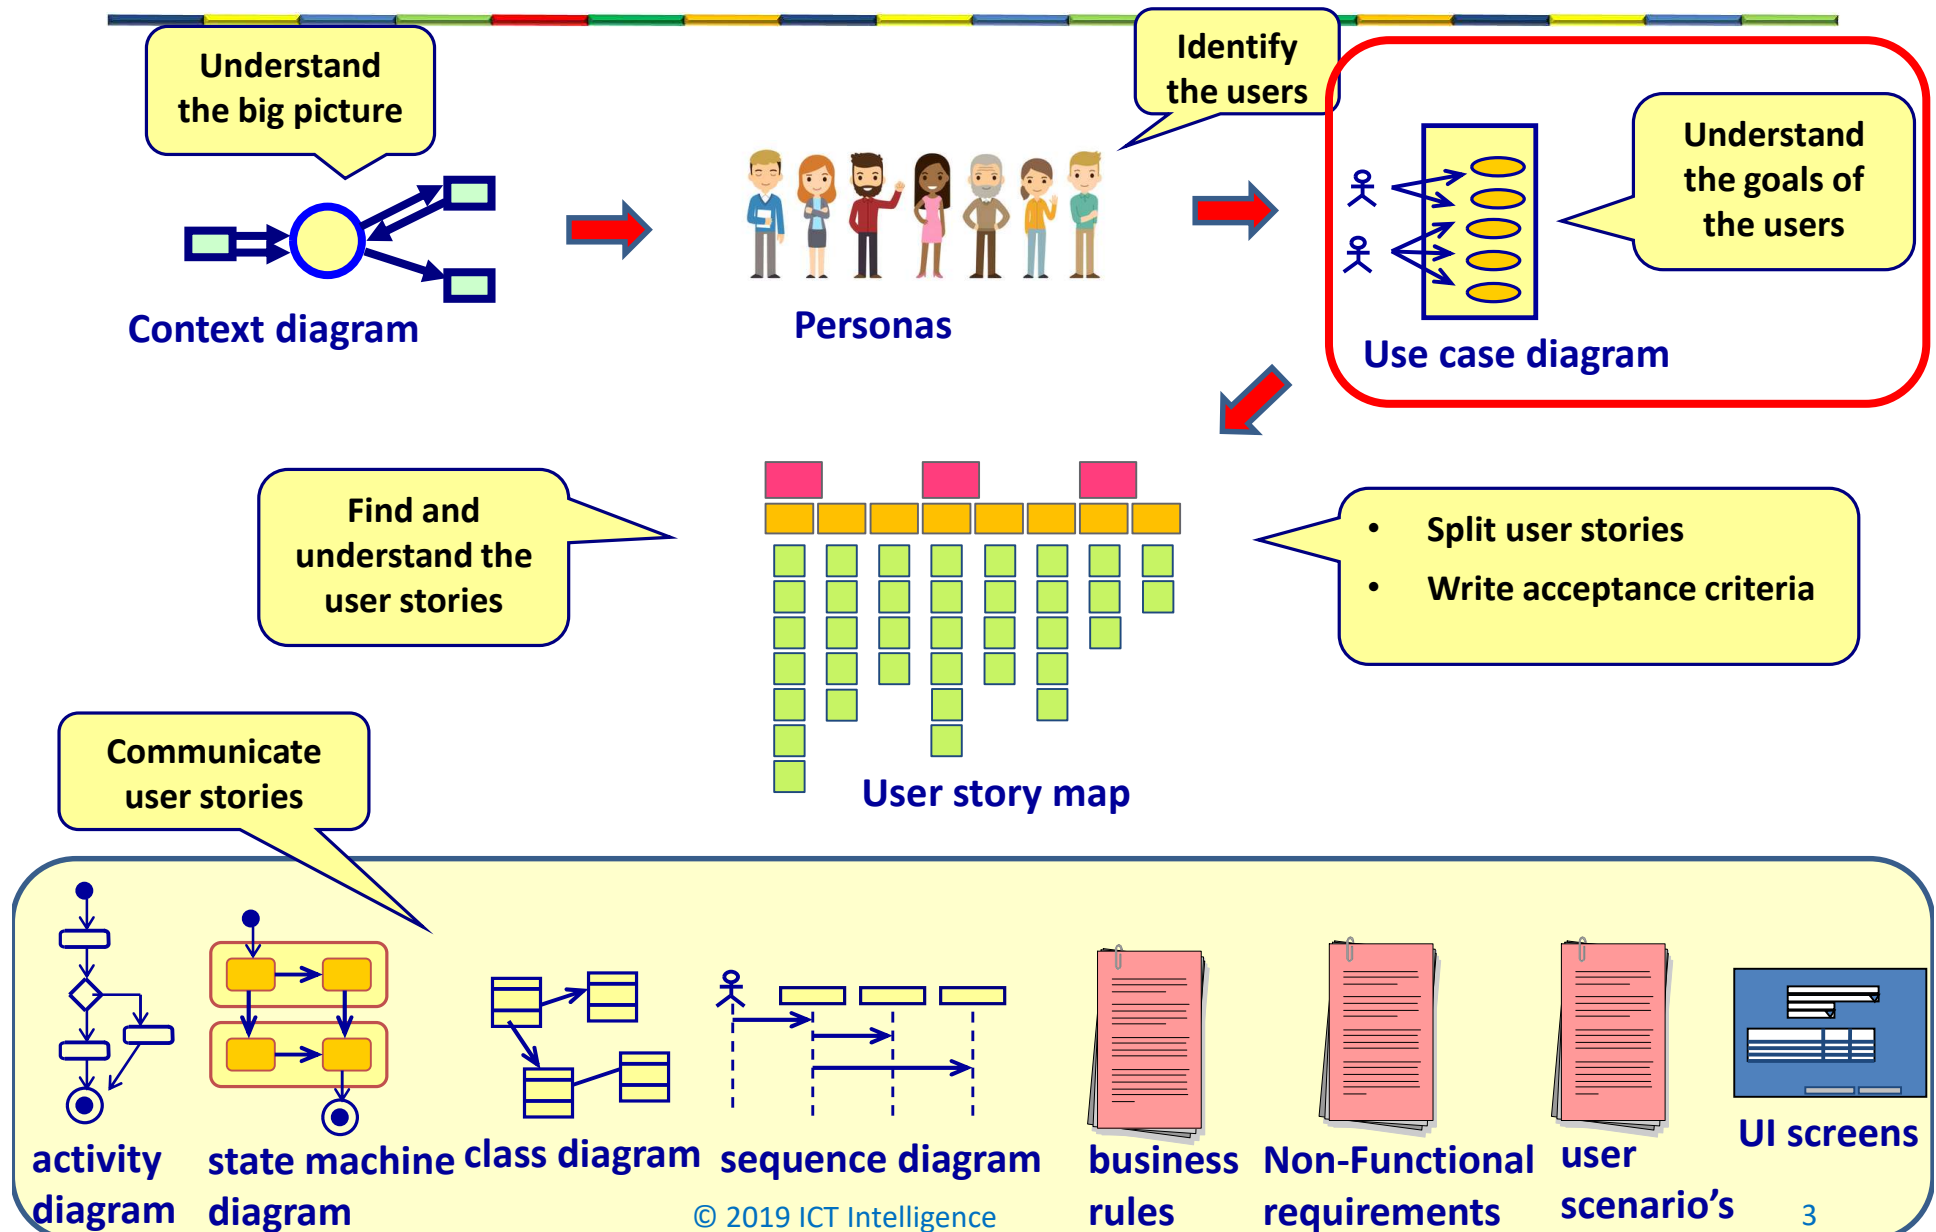 Understand
the big picture
Identify
the users
Understand
the goals of
the users
Context diagram
Personas
Use case diagram
Find and
understand the
user stories
• Split user stories
• Write acceptance criteria
User story map
Communicate
user stories
activity
diagram
state machine
diagram
class diagram
sequence diagram
business
rules
Non-Functional
requirements
user
scenario's
UI screens
© 2019 ICT Intelligence
3